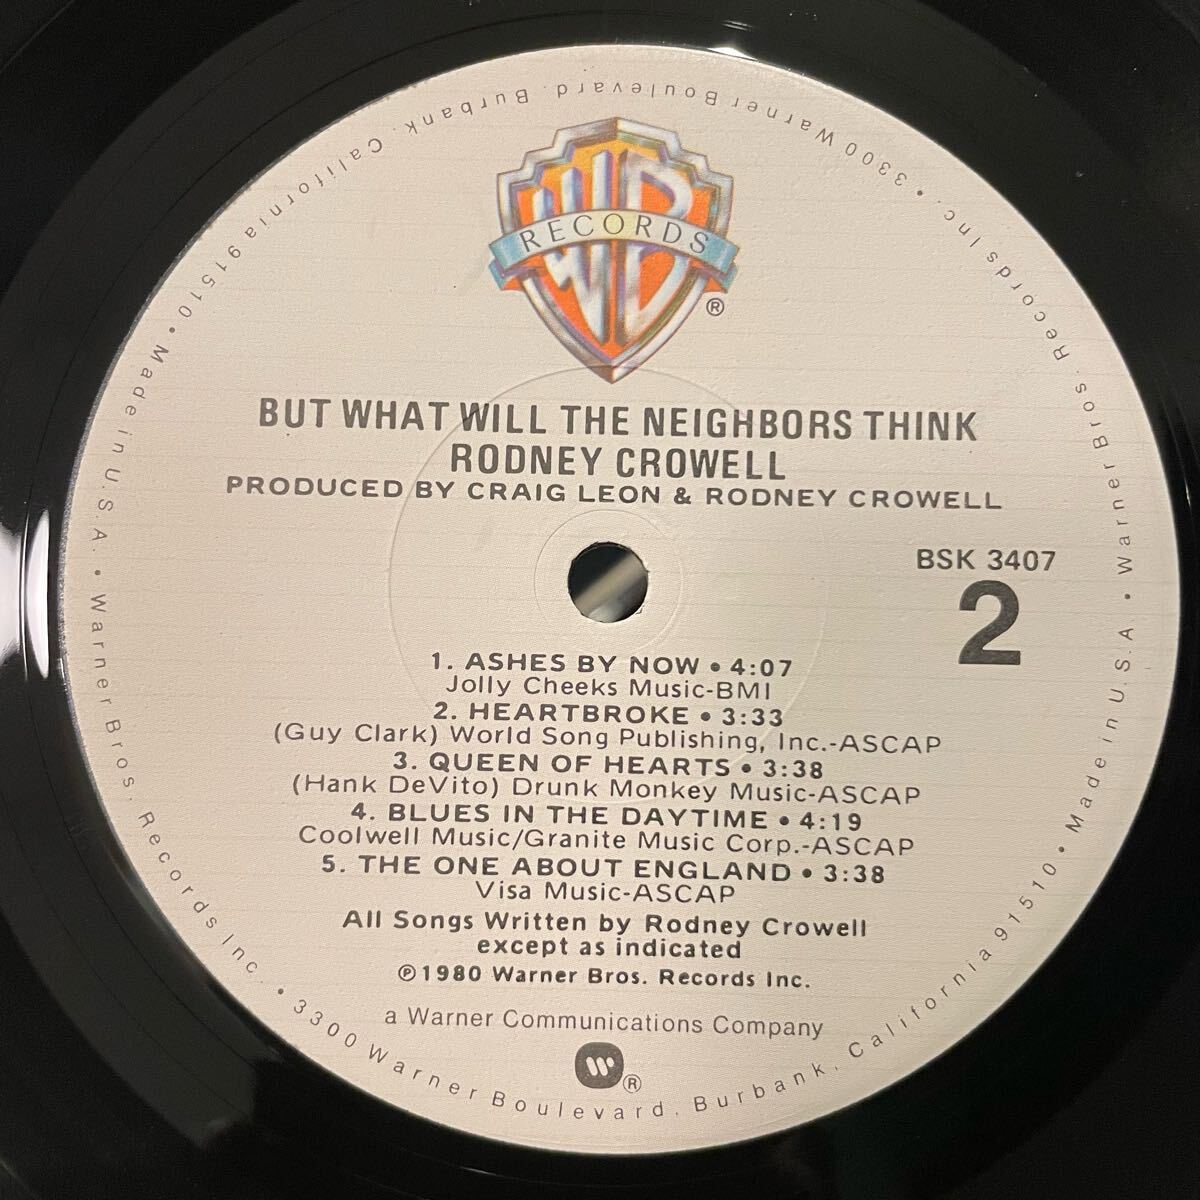 WB
RECORDS
®
BUT WHAT WILL THE NEIGHBORS THINK
RODNEY CROWELL
PRODUCED BY CRAIG LEON & RODNEY CROWELL
BSK 3407
2
1. ASHES BY NOW • 4:07
Jolly Cheeks Music-BMI
2. HEARTBROKE • 3:33
(Guy Clark) World Song Publishing, Inc.-ASCAP
3. QUEEN OF HEARTS • 3:38
(Hank DeVito) Drunk Monkey Music-ASCAP
4. BLUES IN THE DAYTIME • 4:19
Coolwell Music/Granite Music Corp.-ASCAP
5. THE ONE ABOUT ENGLAND • 3:38
Visa Music-ASCAP
All Songs Written by Rodney Crowell
except as indicated
℗1980 Warner Bros. Records Inc.
a Warner Communications Company
W ®
Warner Bros. Records Inc. • 3300 Warner Boulevard. Burbank, California 91510 • Made in U.S.A. • Warner Bros. Records Inc. • 3300 Warner Boulevard. Burbank. California 91510 • Made in U.S.A •